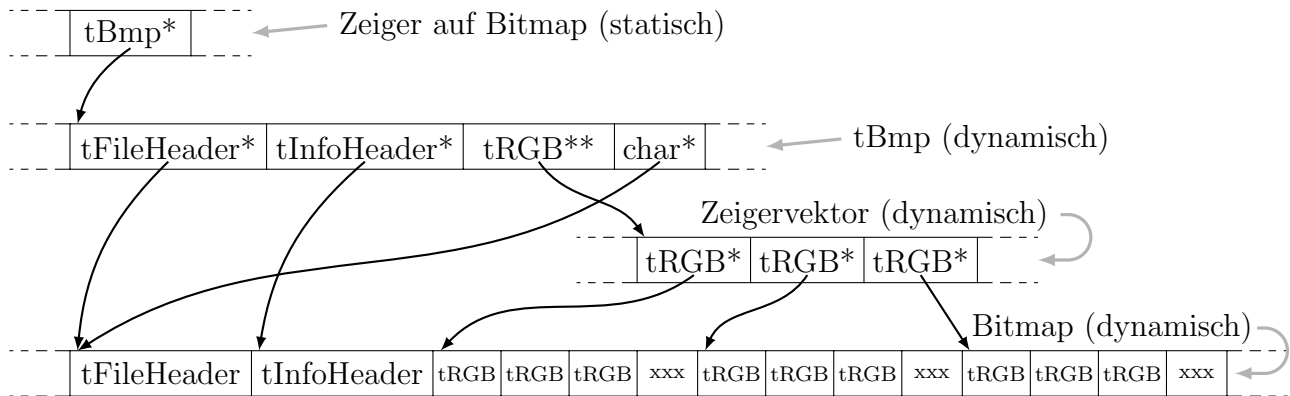 tBmp* Zeiger auf Bitmap (statisch)
tFileHeader* tInfoHeader* tRGB** char* tBmp (dynamisch)
Zeigervektor (dynamisch)
tRGB* tRGB* tRGB*
Bitmap (dynamisch)
tFileHeader tInfoHeader tRGB tRGB tRGB xxx tRGB tRGB tRGB xxx tRGB tRGB tRGB xxx